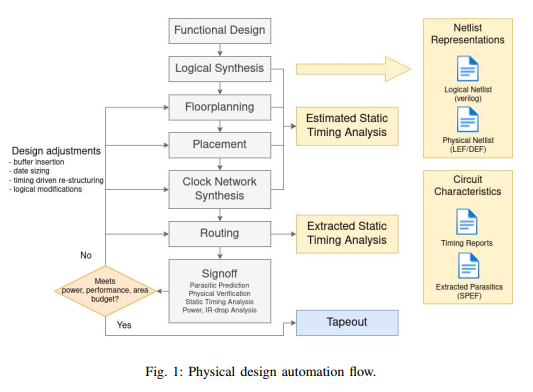 Functional Design
Logical Synthesis
Floorplanning
Placement
Clock Network
Synthesis
Routing
Signoff
Parasitic Prediction
Physical Verification
Static Timing Analysis
Power, IR-drop Analysis
Design adjustments
- buffer insertion
- date sizing
- timing driven re-structuring
- logical modifications
No
Meets
power, performance, area
budget?
Yes
Estimated Static
Timing Analysis
Extracted Static
Timing Analysis
Tapeout
Netlist
Representations
Logical Netlist
(verilog)
Physical Netlist
(LEF/DEF)
Circuit
Characteristics
Timing Reports
Extracted Parasitics
(SPEF)
Fig. 1: Physical design automation flow.